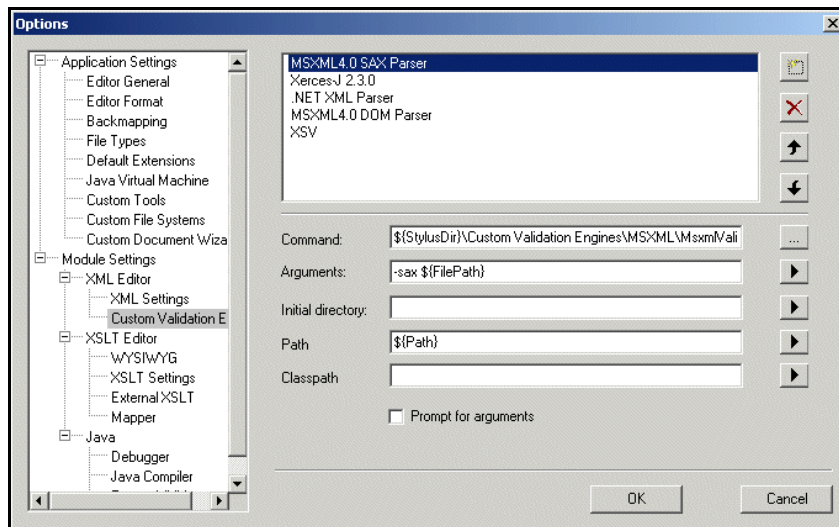 Options
Application Settings
Editor General
Editor Format
Backmapping
File Types
Default Extensions
Java Virtual Machine
Custom Tools
Custom File Systems
Custom Document Wiza
Module Settings
XML Editor
XML Settings
Custom Validation E
XSLT Editor
WYSIWYG
XSLT Settings
External XSLT
Mapper
Java
Debugger
Java Compiler
MSXML4.0 SAX Parser
Xerces-J 2.3.0
.NET XML Parser
MSXML4.0 DOM Parser
XSV
Command: ${StylusDir}\Custom Validation Engines\MSXML\MsxmlVali ...
Arguments: -sax ${FilePath}
Initial directory:
Path ${Path}
Classpath
Prompt for arguments
OK Cancel